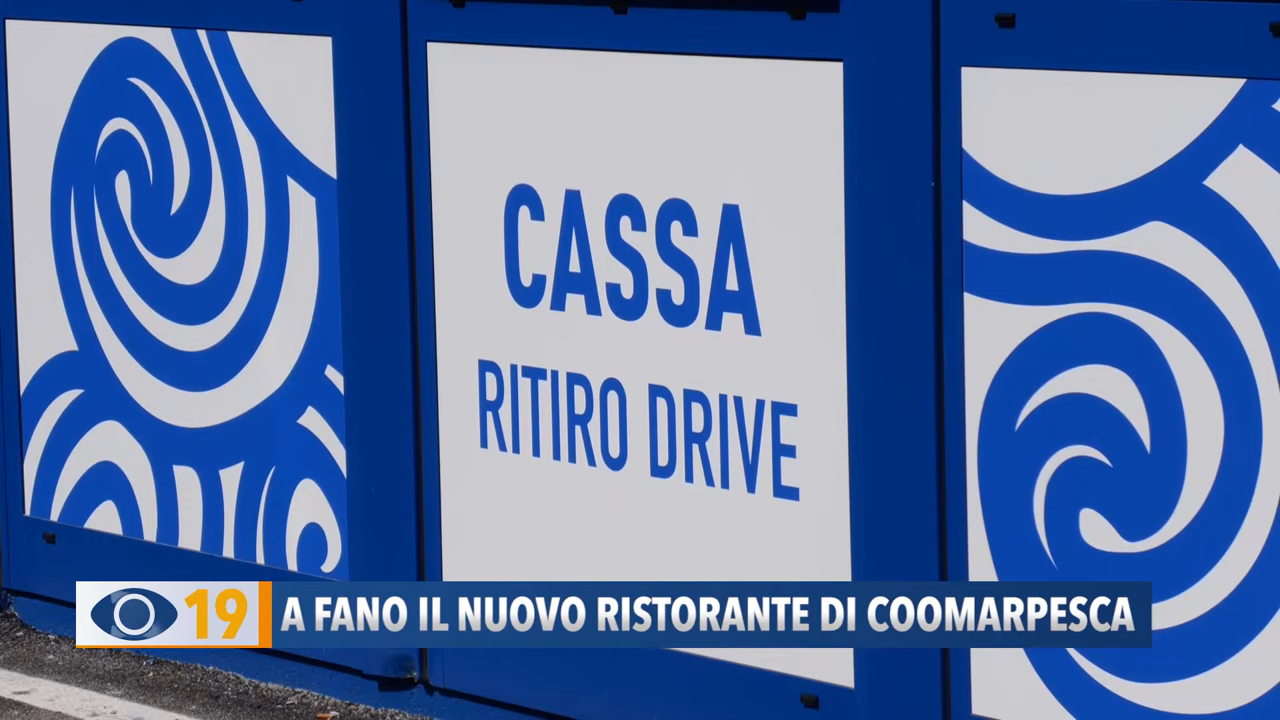 CASSA
RITIRO DRIVE
19 A FANO IL NUOVO RISTORANTE DI COOMARPESCA